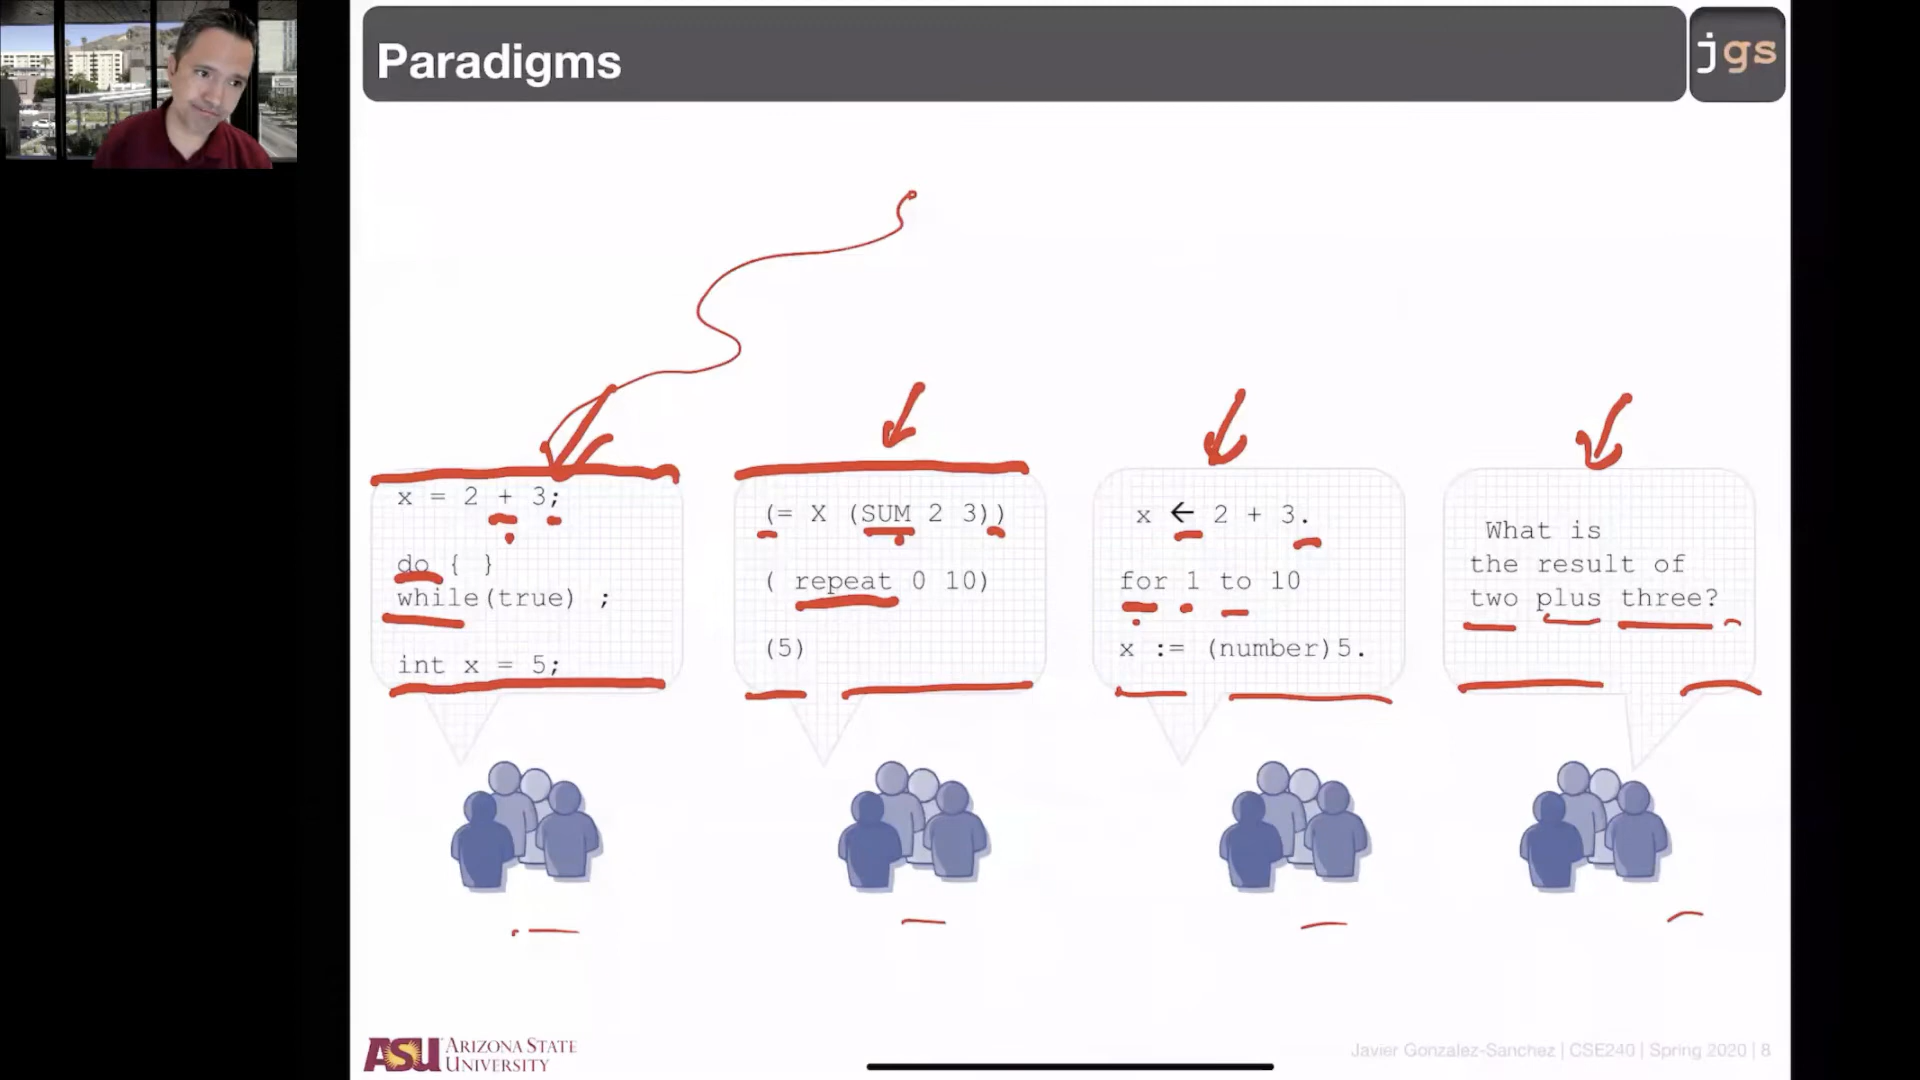 Paradigms
jgs
x = 2 + 3;
do { }
while(true) ;
int x = 5;
(= X (SUM 2 3))
( repeat 0 10)
(5)
x ← 2 + 3.
for 1 to 10
x := (number)5.
What is
the result of
two plus three?
ASU ARIZONA STATE
UNIVERSITY
Javier Gonzalez-Sanchez | CSE240 | Spring 2020 | 8